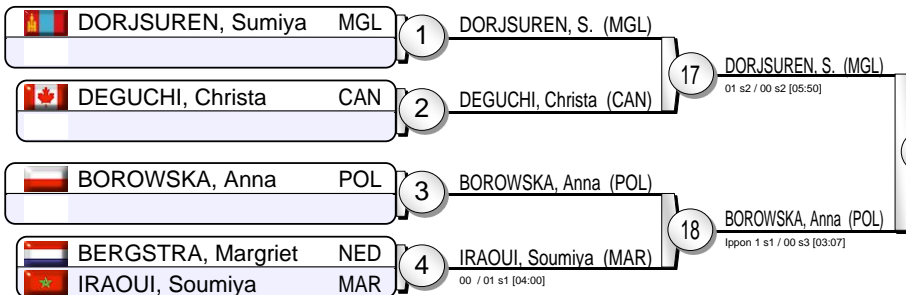 DORJSUREN, Sumiya MGL
1
DORJSUREN, S. (MGL)
DEGUCHI, Christa CAN
2
DEGUCHI, Christa (CAN)
17
DORJSUREN, S. (MGL)
01 s2 / 00 s2 [05:50]
BOROWSKA, Anna POL
3
BOROWSKA, Anna (POL)
BERGSTRA, Margriet NED
IRAOUI, Soumiya MAR
4
IRAOUI, Soumiya (MAR)
00 / 01 s1 [04:00]
18
BOROWSKA, Anna (POL)
Ippon 1 s1 / 00 s3 [03:07]